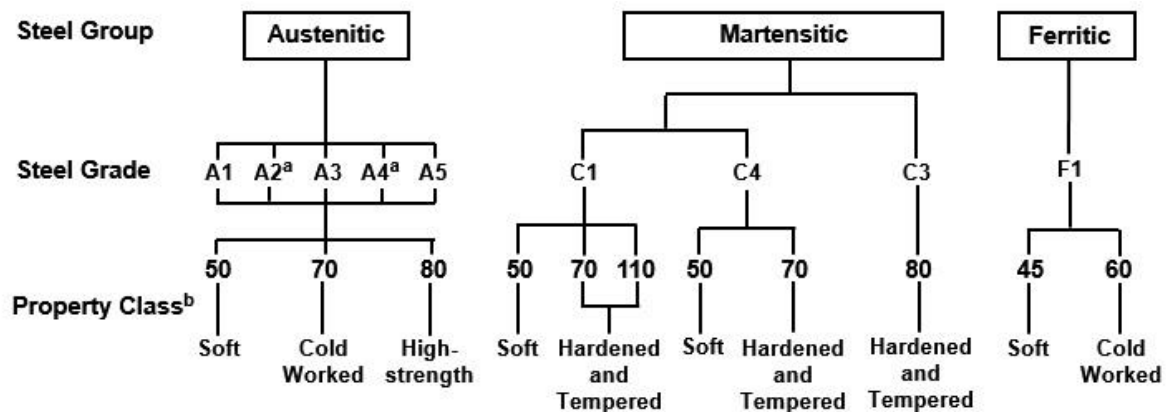 Steel Group Austenitic Martensitic Ferritic
Steel Grade A1 A2ᵃ A3 A4ᵃ A5 C1 C4 C3 F1
50 70 80 50 70 110 50 70 80 45 60
Property Classᵇ
Soft Cold Worked High-strength Soft Hardened and Tempered Soft Hardened and Tempered Hardened and Tempered Soft Cold Worked